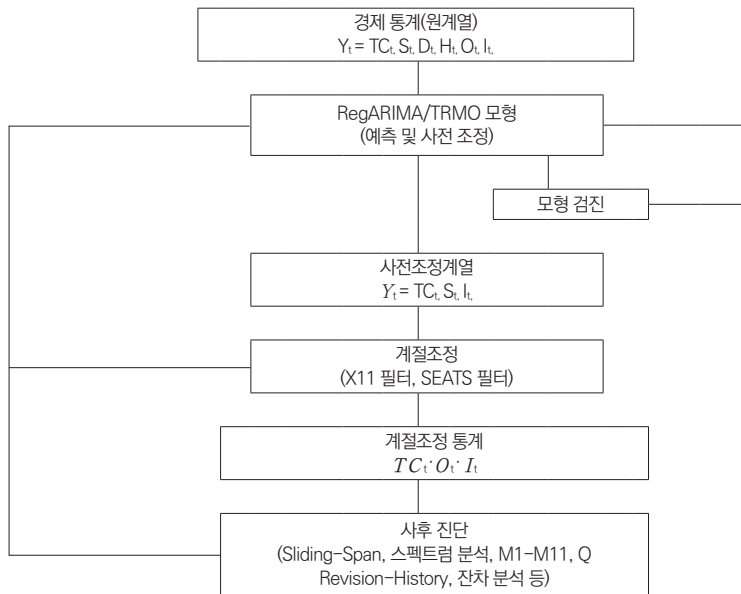 경제 통계(원계열)
Yt = TCt, St, Dt, Ht, Ot, It,
RegARIMA/TRMO 모형
(예측 및 사전 조정)
모형 검진
사전조정계열
Yt = TCt, St, It,
계절조정
(X11 필터, SEATS 필터)
계절조정 통계
TCt·Ot·It
사후 진단
(Sliding-Span, 스펙트럼 분석, M1-M11, Q
Revision-History, 잔차 분석 등)